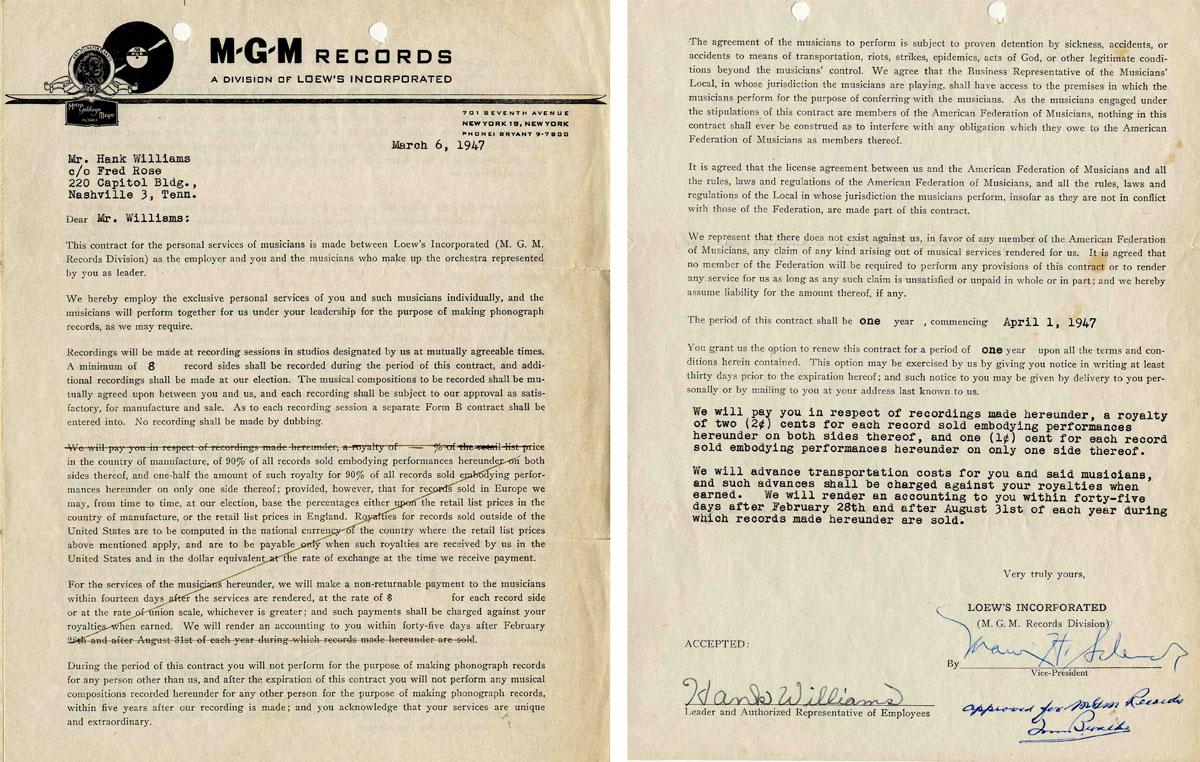 M-G-M RECORDS
A DIVISION OF LOEW'S INCORPORATED
Metro
Goldwyn
Mayer
701 SEVENTH AVENUE
NEW YORK 19, NEW YORK
PHONE: BRYANT 9-7800
March 6, 1947
Mr. Hank Williams
c/o Fred Rose
220 Capitol Bldg.,
Nashville 3, Tenn.
Dear Mr. Williams:
This contract for the personal services of musicians is made between Loew's Incorporated (M. G. M.
Records Division) as the employer and you and the musicians who make up the orchestra represented
by you as leader.
We hereby employ the exclusive personal services of you and such musicians individually, and the
musicians will perform together for us under your leadership for the purpose of making phonograph
records, as we may require.
Recordings will be made at recording sessions in studios designated by us at mutually agreeable times.
A minimum of 8 record sides shall be recorded during the period of this contract, and addi-
tional recordings shall be made at our election. The musical compositions to be recorded shall be mu-
tually agreed upon between you and us, and each recording shall be subject to our approval as satis-
factory, for manufacture and sale. As to each recording session a separate Form B contract shall be
entered into. No recording shall be made by dubbing.
We will pay you in respect of recordings made hereunder, a royalty of — % of the retail list price
in the country of manufacture, of 90% of all records sold embodying performances hereunder on both
sides thereof, and one-half the amount of such royalty for 90% of all records sold embodying perfor-
mances hereunder on only one side thereof; provided, however, that for records sold in Europe we
may, from time to time, at our election, base the percentages either upon the retail list prices in the
country of manufacture, or the retail list prices in England. Royalties for records sold outside of the
United States are to be computed in the national currency of the country where the retail list prices
above mentioned apply, and are to be payable only when such royalties are received by us in the
United States and in the dollar equivalent at the rate of exchange at the time we receive payment.
For the services of the musicians hereunder, we will make a non-returnable payment to the musicians
within fourteen days after the services are rendered, at the rate of $ for each record side
or at the rate of union scale, whichever is greater; and such payments shall be charged against your
royalties when earned. We will render an accounting to you within forty-five days after February
28th and after August 31st of each year during which records made hereunder are sold.
During the period of this contract you will not perform for the purpose of making phonograph records
for any person other than us, and after the expiration of this contract you will not perform any musical
compositions recorded hereunder for any other person for the purpose of making phonograph records,
within five years after our recording is made; and you acknowledge that your services are unique
and extraordinary.
The agreement of the musicians to perform is subject to proven detention by sickness, accidents, or
accidents to means of transportation, riots, strikes, epidemics, acts of God, or other legitimate condi-
tions beyond the musicians' control. We agree that the Business Representative of the Musicians'
Local, in whose jurisdiction the musicians are playing, shall have access to the premises in which the
musicians perform for the purpose of conferring with the musicians. As the musicians engaged under
the stipulations of this contract are members of the American Federation of Musicians, nothing in this
contract shall ever be construed as to interfere with any obligation which they owe to the American
Federation of Musicians as members thereof.
It is agreed that the license agreement between us and the American Federation of Musicians and all
the rules, laws and regulations of the American Federation of Musicians, and all the rules, laws and
regulations of the Local in whose jurisdiction the musicians perform, insofar as they are not in conflict
with those of the Federation, are made part of this contract.
We represent that there does not exist against us, in favor of any member of the American Federation
of Musicians, any claim of any kind arising out of musical services rendered for us. It is agreed that
no member of the Federation will be required to perform any provisions of this contract or to render
any service for us as long as any such claim is unsatisfied or unpaid in whole or in part; and we hereby
assume liability for the amount thereof, if any.
The period of this contract shall be one year , commencing April 1, 1947
You grant us the option to renew this contract for a period of one year upon all the terms and con-
ditions herein contained. This option may be exercised by us by giving you notice in writing at least
thirty days prior to the expiration hereof; and such notice to you may be given by delivery to you per-
sonally or by mailing to you at your address last known to us.
We will pay you in respect of recordings made hereunder, a royalty
of two (2¢) cents for each record sold embodying performances
hereunder on both sides thereof, and one (1¢) cent for each record
sold embodying performances hereunder on only one side thereof.
We will advance transportation costs for you and said musicians,
and such advances shall be charged against your royalties when
earned. We will render an accounting to you within forty-five
days after February 28th and after August 31st of each year during
which records made hereunder are sold.
Very truly yours,
LOEW'S INCORPORATED
(M. G. M. Records Division)
ACCEPTED:
By
Vice-President
Hank Williams
Leader and Authorized Representative of Employees
approved for MGM Records